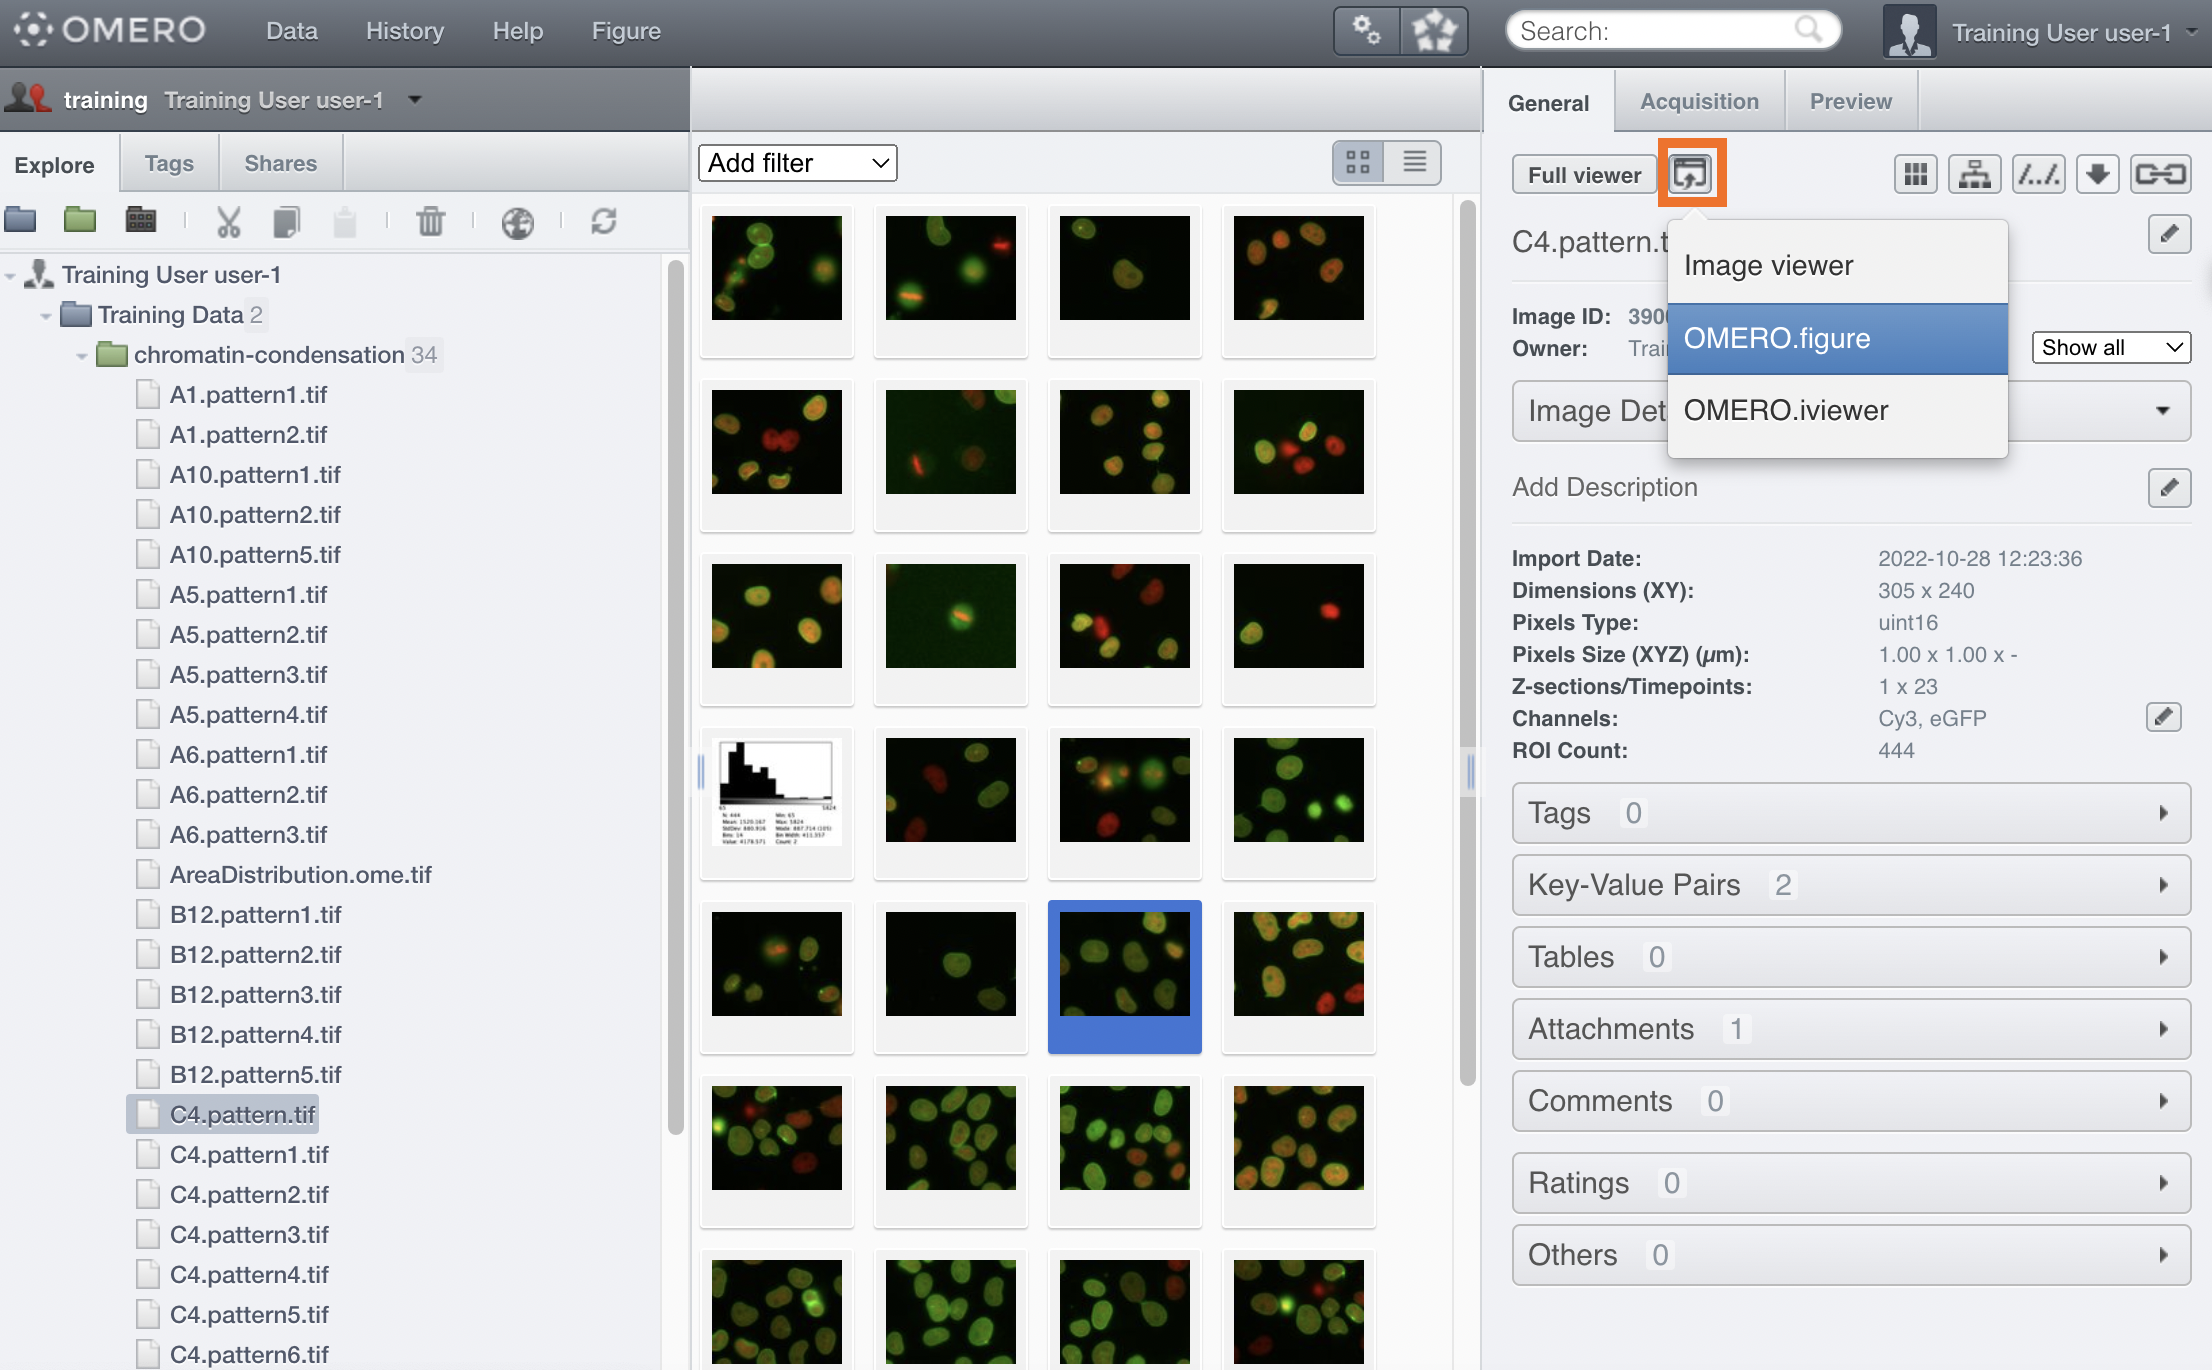 OMERO Data History Help Figure Search: Training User user-1
training Training User user-1
General Acquisition Preview
Explore Tags Shares
Add filter
Full viewer
C4.pattern.t
Image viewer
OMERO.figure
OMERO.iviewer
Image ID: 390
Owner: Trai
Show all
Image Det
Add Description
Import Date: 2022-10-28 12:23:36
Dimensions (XY): 305 x 240
Pixels Type: uint16
Pixels Size (XYZ) (µm): 1.00 x 1.00 x -
Z-sections/Timepoints: 1 x 23
Channels: Cy3, eGFP
ROI Count: 444
Tags 0
Key-Value Pairs 2
Tables 0
Attachments 1
Comments 0
Ratings 0
Others 0
Training User user-1
Training Data 2
chromatin-condensation 34
A1.pattern1.tif
A1.pattern2.tif
A10.pattern1.tif
A10.pattern2.tif
A10.pattern5.tif
A5.pattern1.tif
A5.pattern2.tif
A5.pattern3.tif
A5.pattern4.tif
A6.pattern1.tif
A6.pattern2.tif
A6.pattern3.tif
AreaDistribution.ome.tif
B12.pattern1.tif
B12.pattern2.tif
B12.pattern3.tif
B12.pattern4.tif
B12.pattern5.tif
C4.pattern.tif
C4.pattern1.tif
C4.pattern2.tif
C4.pattern3.tif
C4.pattern4.tif
C4.pattern5.tif
C4.pattern6.tif